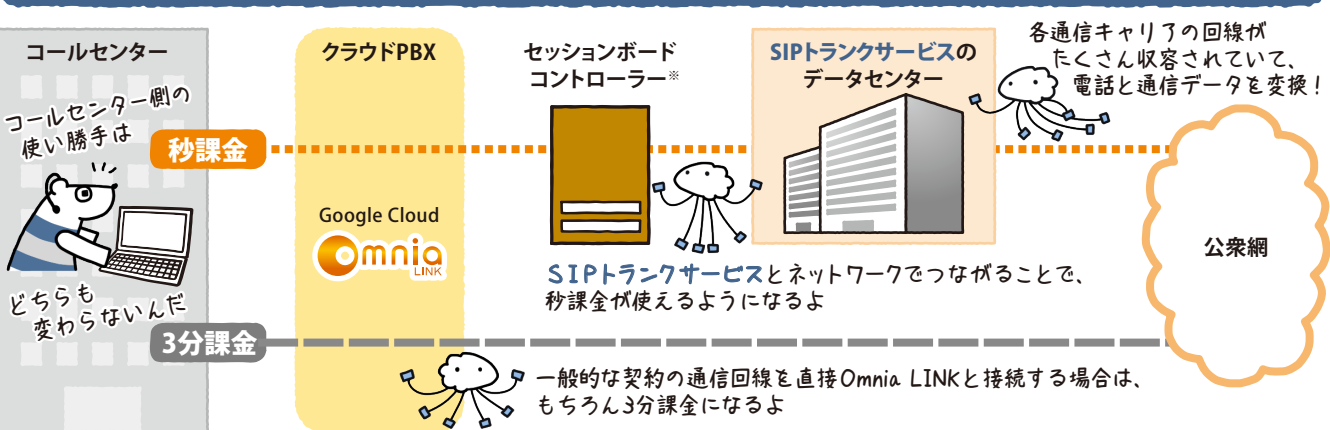 コールセンター
コールセンター側の
使い勝手は
どちらも
変わらないんだ
秒課金
3分課金
クラウドPBX
Google Cloud
Omnia
LINK
セッションボード
コントローラー※
SIPトランクサービスの
データセンター
各通信キャリアの回線が
たくさん収容されていて、
電話と通信データを変換！
SIPトランクサービスとネットワークでつながることで、
秒課金が使えるようになるよ
公衆網
一般的な契約の通信回線を直接Omnia LINKと接続する場合は、
もちろん3分課金になるよ